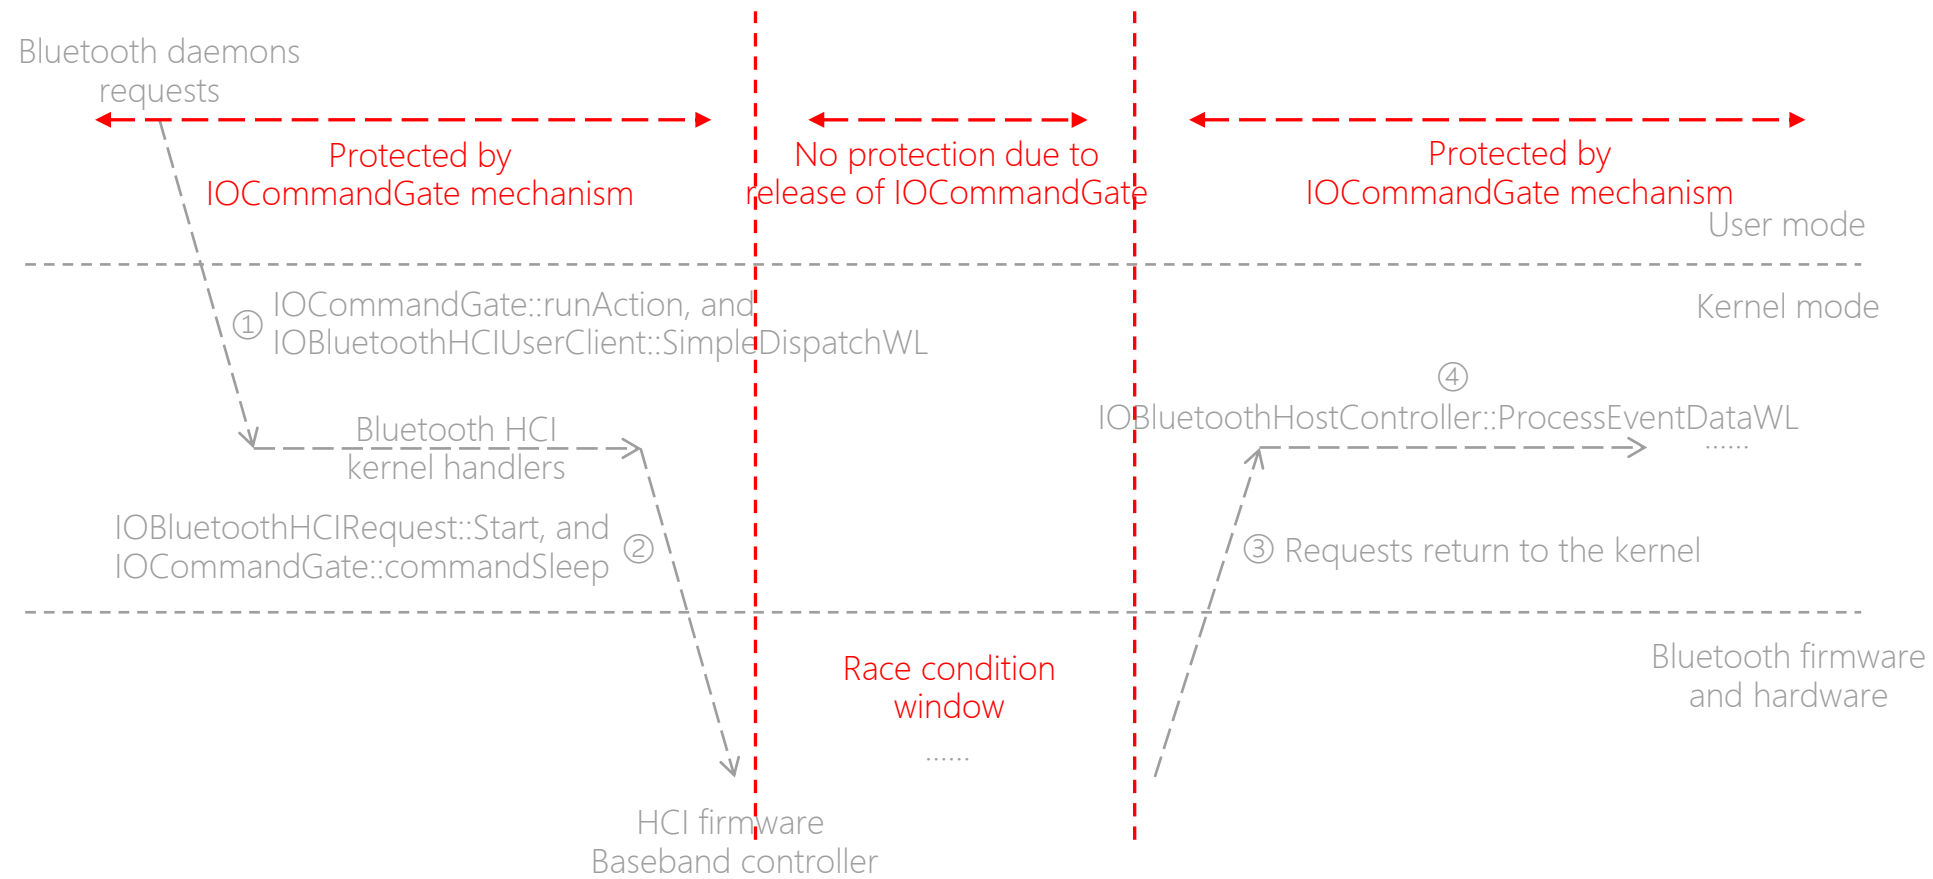 Bluetooth daemons
requests
Protected by
IOCommandGate mechanism
No protection due to
release of IOCommandGate
Protected by
IOCommandGate mechanism
User mode
Kernel mode
① IOCommandGate::runAction, and
IOBluetoothHCIUserClient::SimpleDispatchWL
④
IOBluetoothHostController::ProcessEventDataWL
......
Bluetooth HCI
kernel handlers
IOBluetoothHCIRequest::Start, and
IOCommandGate::commandSleep
②
③ Requests return to the kernel
Race condition
window
......
Bluetooth firmware
and hardware
HCI firmware
Baseband controller